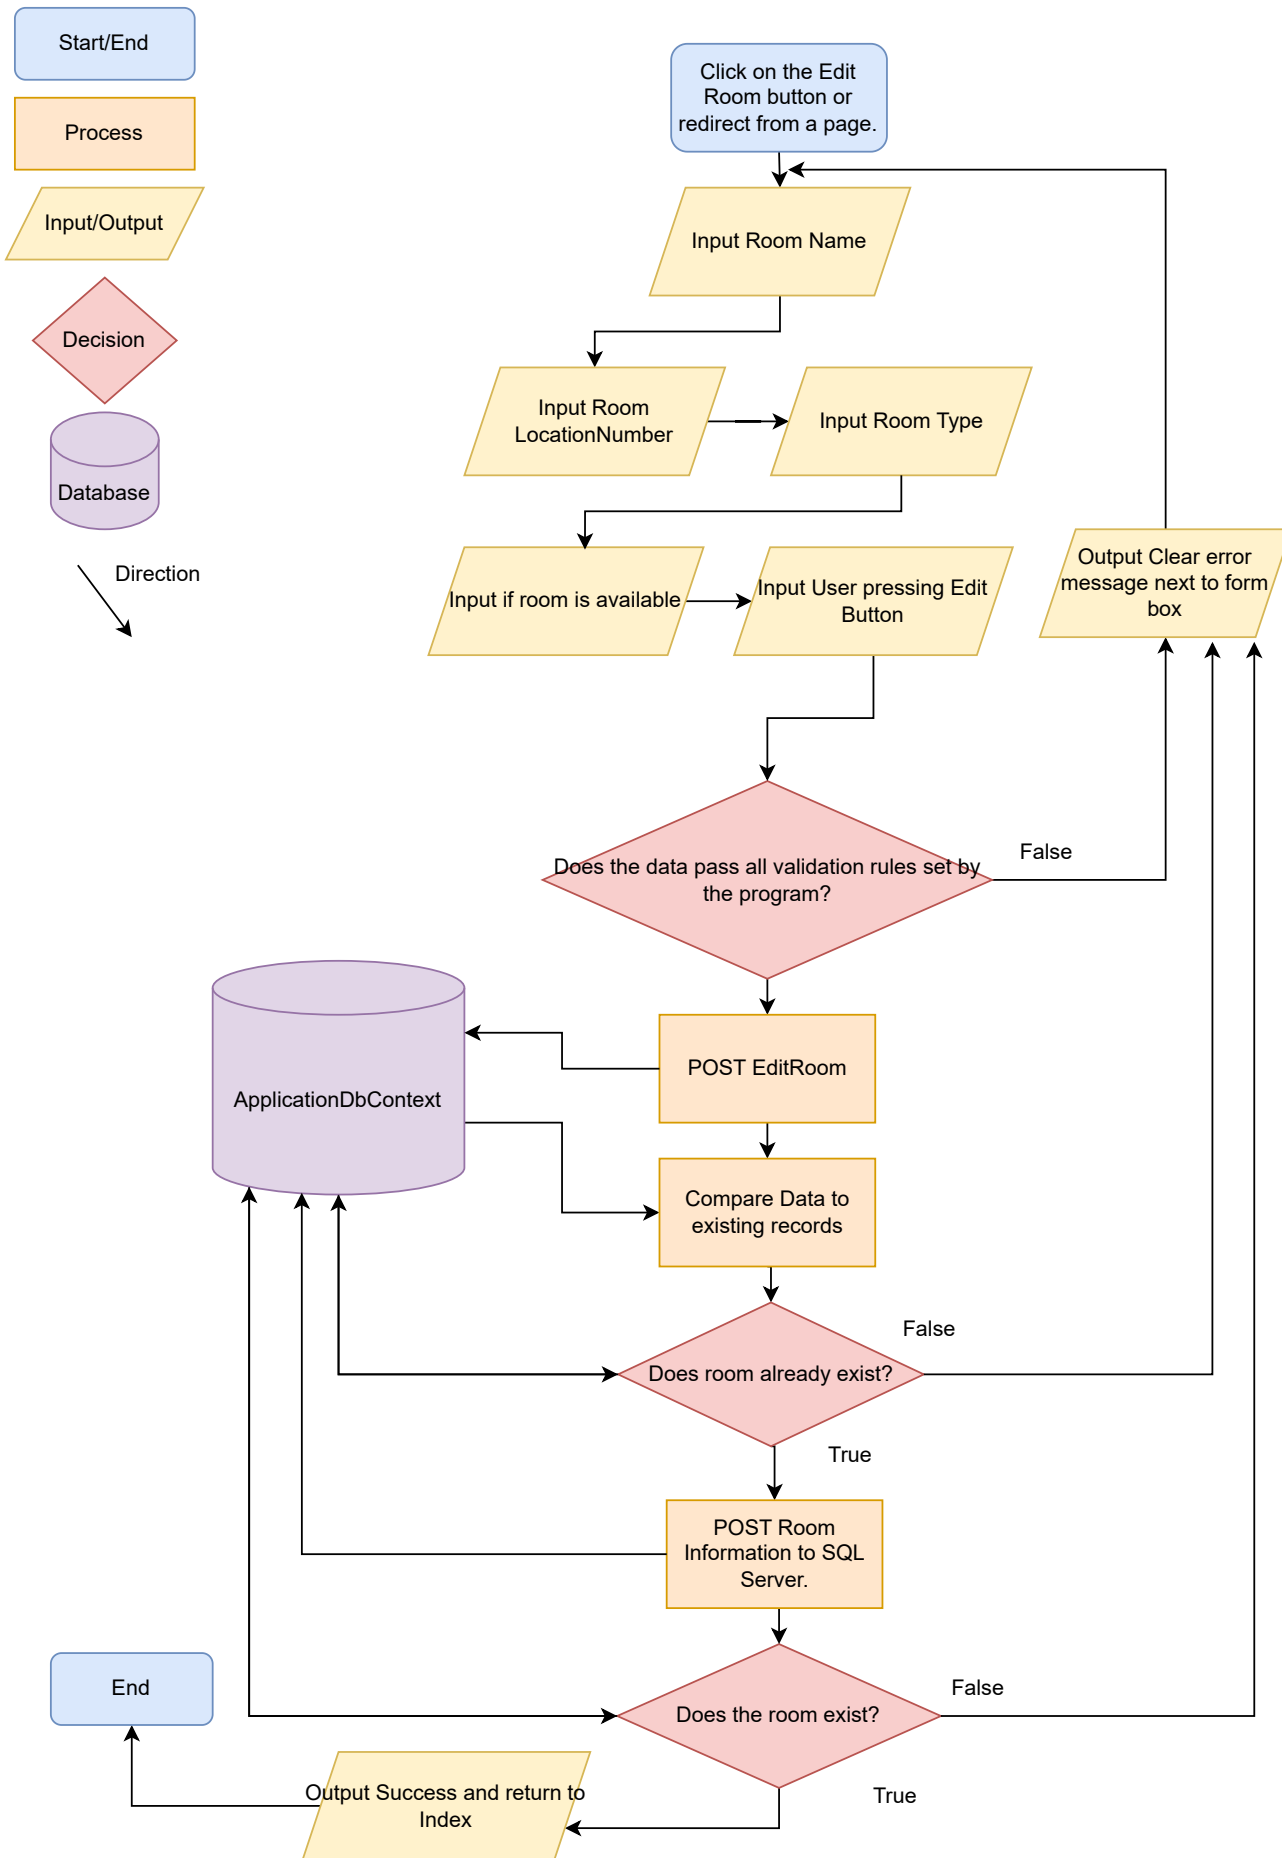 Start/End
Process
Input/Output
Decision
Database
Direction
Click on the Edit
Room button or
redirect from a page.
Input Room Name
Input Room
LocationNumber
Input Room Type
Input if room is available
Input User pressing Edit
Button
Output Clear error
message next to form
box
Does the data pass all validation rules set by
the program?
False
POST EditRoom
ApplicationDbContext
Compare Data to
existing records
False
Does room already exist?
True
POST Room
Information to SQL
Server.
End
Does the room exist?
False
True
Output Success and return to
Index